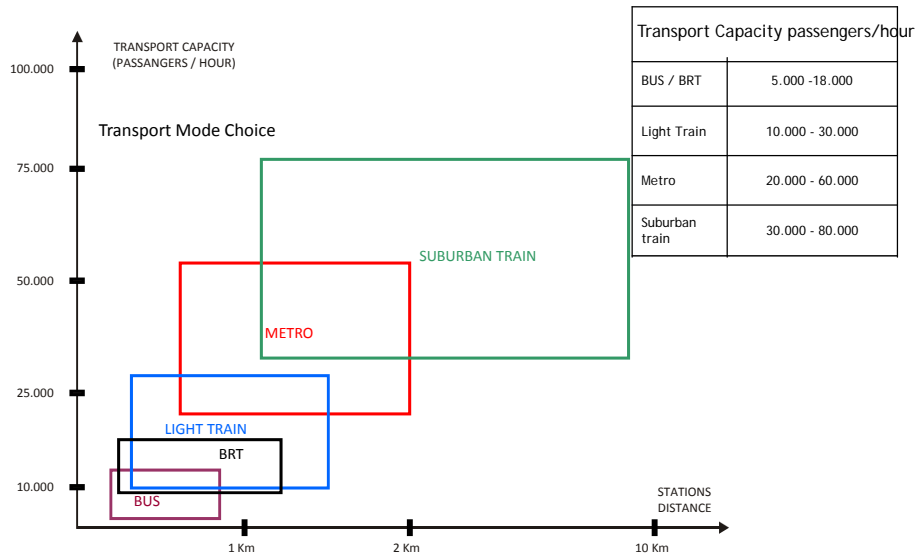 TRANSPORT CAPACITY
(PASSANGERS / HOUR)
100.000
Transport Mode Choice
75.000
SUBURBAN TRAIN
50.000
METRO
25.000
LIGHT TRAIN
BRT
10.000
BUS
STATIONS
DISTANCE
1 Km
2 Km
10 Km
Transport Capacity passengers/hour
BUS / BRT 5.000 -18.000
Light Train 10.000 - 30.000
Metro 20.000 - 60.000
Suburban
train 30.000 - 80.000